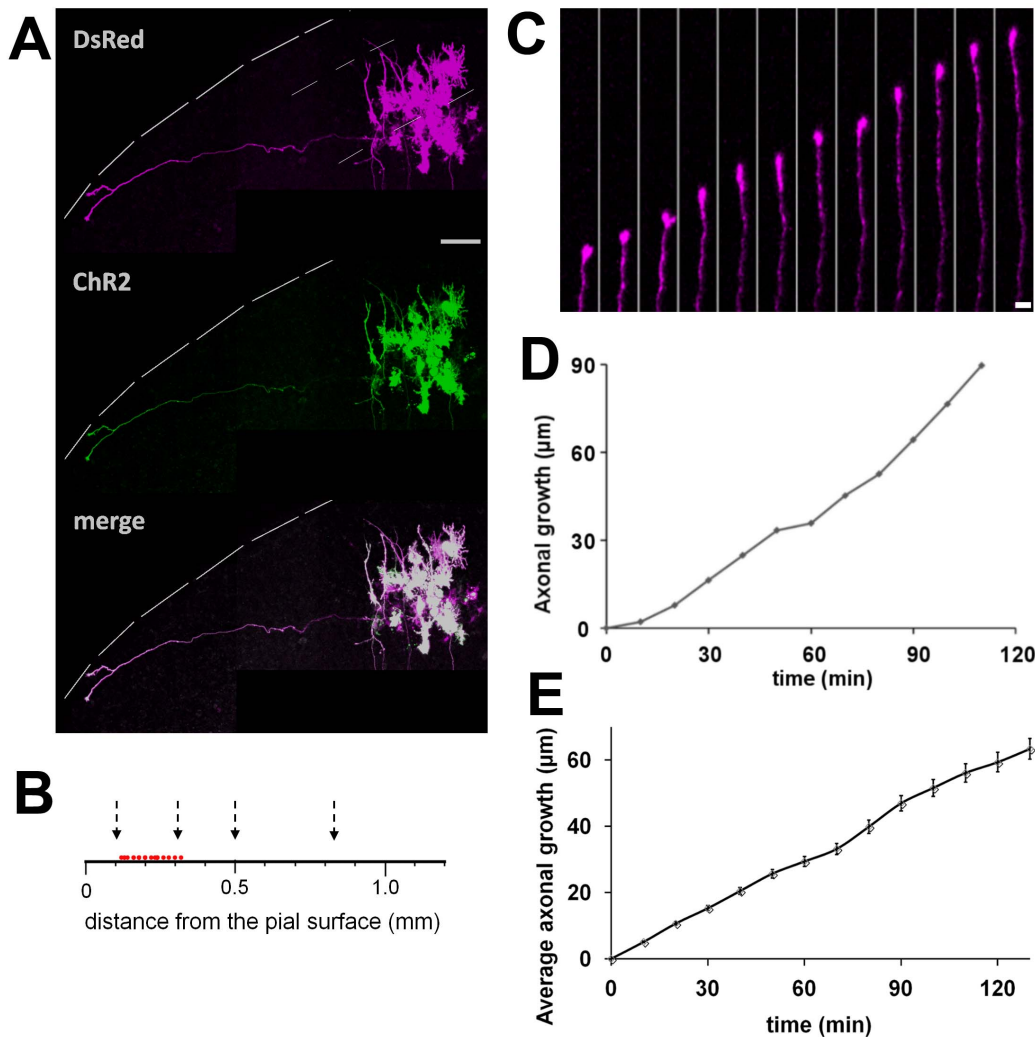 A
DsRed
ChR2
merge
B
0
0.5
1.0
distance from the pial surface (mm)
C
D
90
60
30
0
0
30
60
90
120
Axonal growth (µm)
time (min)
E
60
40
20
0
0
30
60
90
120
Average axonal growth (µm)
time (min)